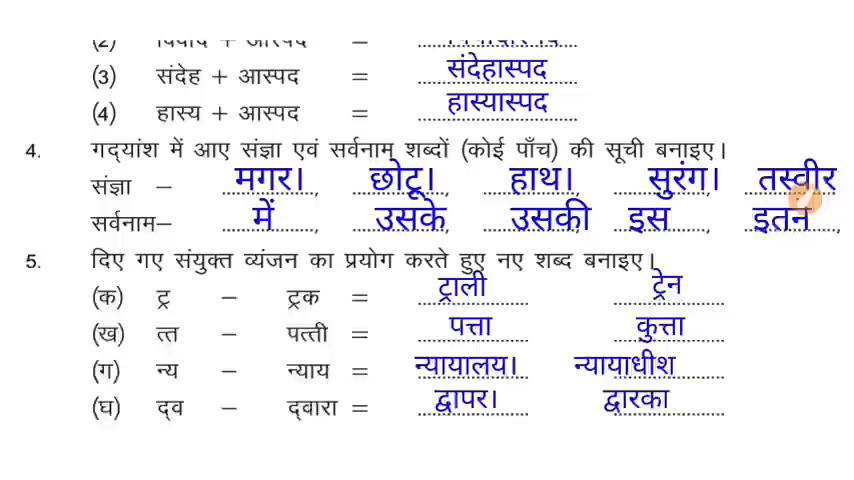 (3) संदेह + आस्पद = संदेहास्पद
(4) हास्य + आस्पद = हास्यास्पद
4. गद्यांश में आए संज्ञा एवं सर्वनाम शब्दों (कोई पाँच) की सूची बनाइए।
संज्ञा – मगर।, छोटू।, हाथ।, सुरंग।, तस्वीर
सर्वनाम– में, उसके, उसकी, इस, इतने,
5. दिए गए संयुक्त व्यंजन का प्रयोग करते हुए नए शब्द बनाइए।
(क) ट्र – ट्रक = ट्राली ट्रेन
(ख) त्त – पत्ती = पत्ता कुत्ता
(ग) न्य – न्याय = न्यायालय। न्यायाधीश
(घ) द्व – द्वारा = द्वापर। द्वारका